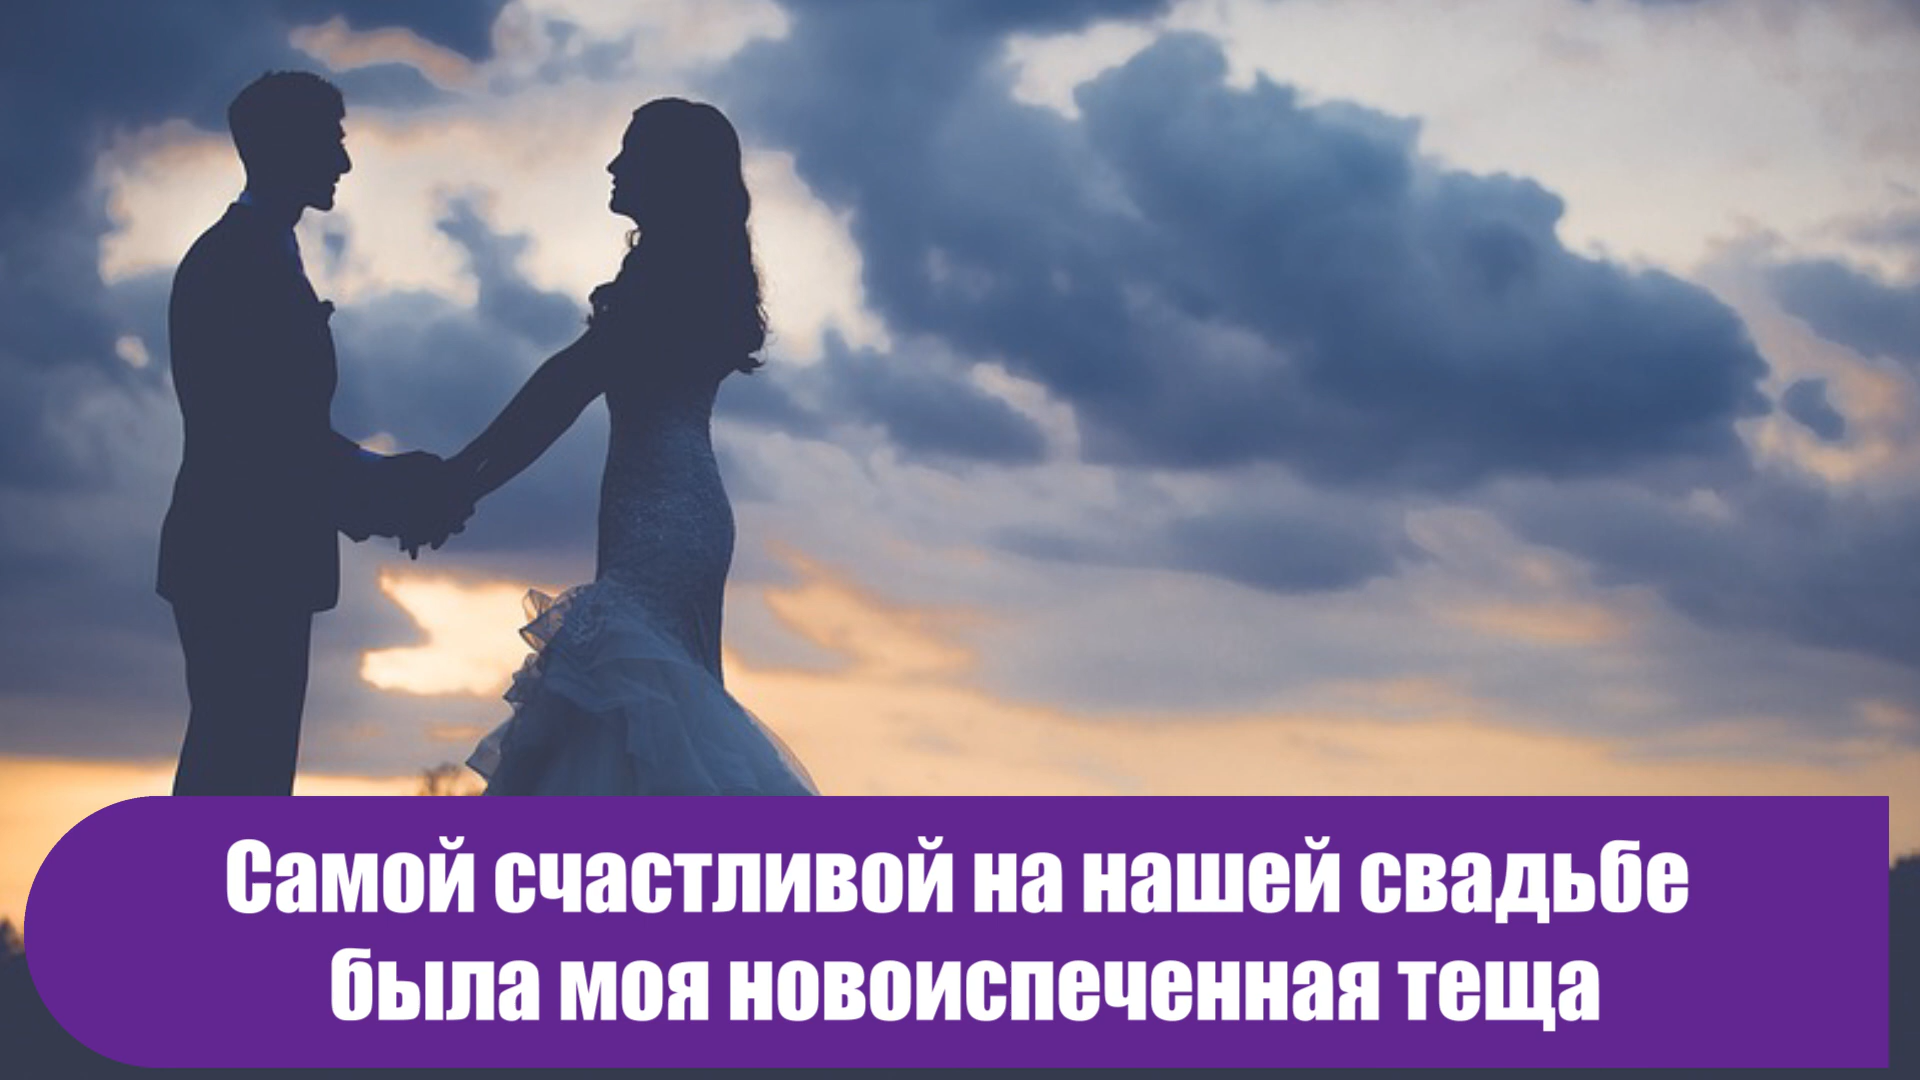 Самой счастливой на нашей свадьбе
была моя новоиспеченная теща